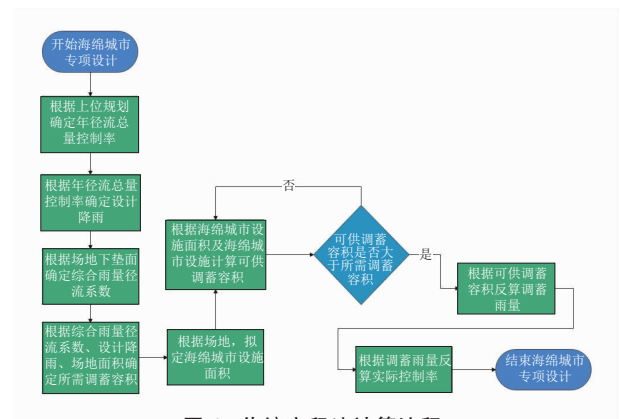 开始海绵城市
专项设计
根据上位规划
确定年径流总
量控制率
根据年径流总量
控制率确定设计
降雨
根据场地下垫面
确定综合雨量径
流系数
根据综合雨量径
流系数、设计降
雨、场地面积确
定所需调蓄容积
根据场地，拟
定海绵城市设施
面积
根据海绵城市设
施面积及海绵城
市设施计算可供
调蓄容积
否
可供调蓄
容积是否大
于所需调蓄
容积
是
根据可供调蓄
容积反算调蓄
雨量
根据调蓄雨量反
算实际控制率
结束海绵城市
专项设计